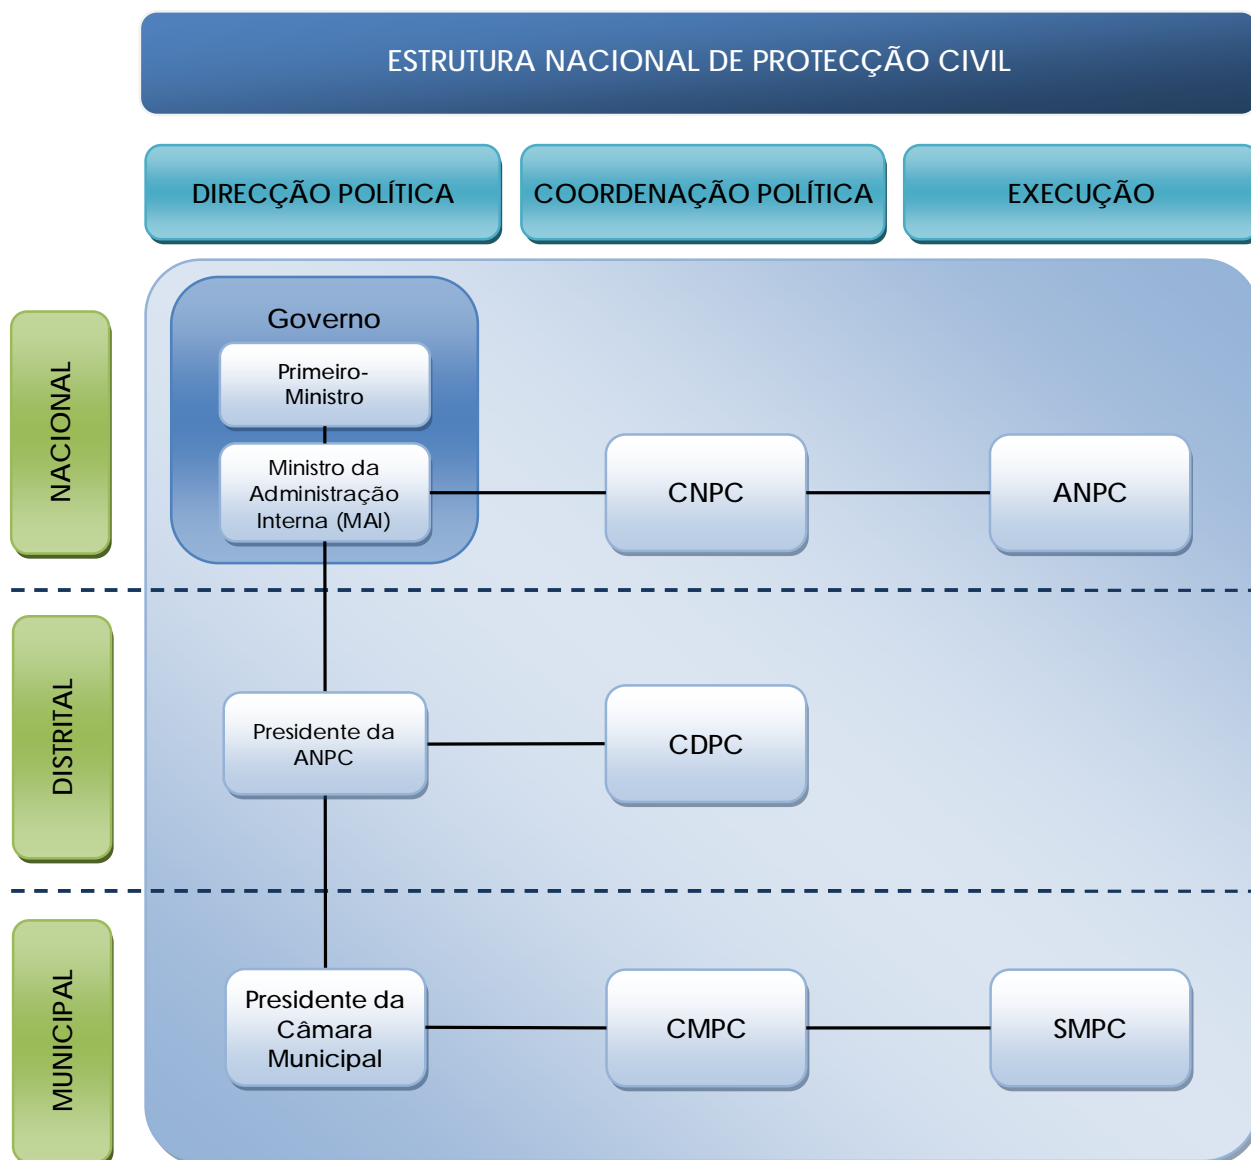 ESTRUTURA NACIONAL DE PROTECÇÃO CIVIL
DIRECÇÃO POLÍTICA
COORDENAÇÃO POLÍTICA
EXECUÇÃO
NACIONAL
Governo
Primeiro-
Ministro
Ministro da
Administração
Interna (MAI)
CNPC
ANPC
DISTRITAL
Presidente da
ANPC
CDPC
MUNICIPAL
Presidente da
Câmara
Municipal
CMPC
SMPC